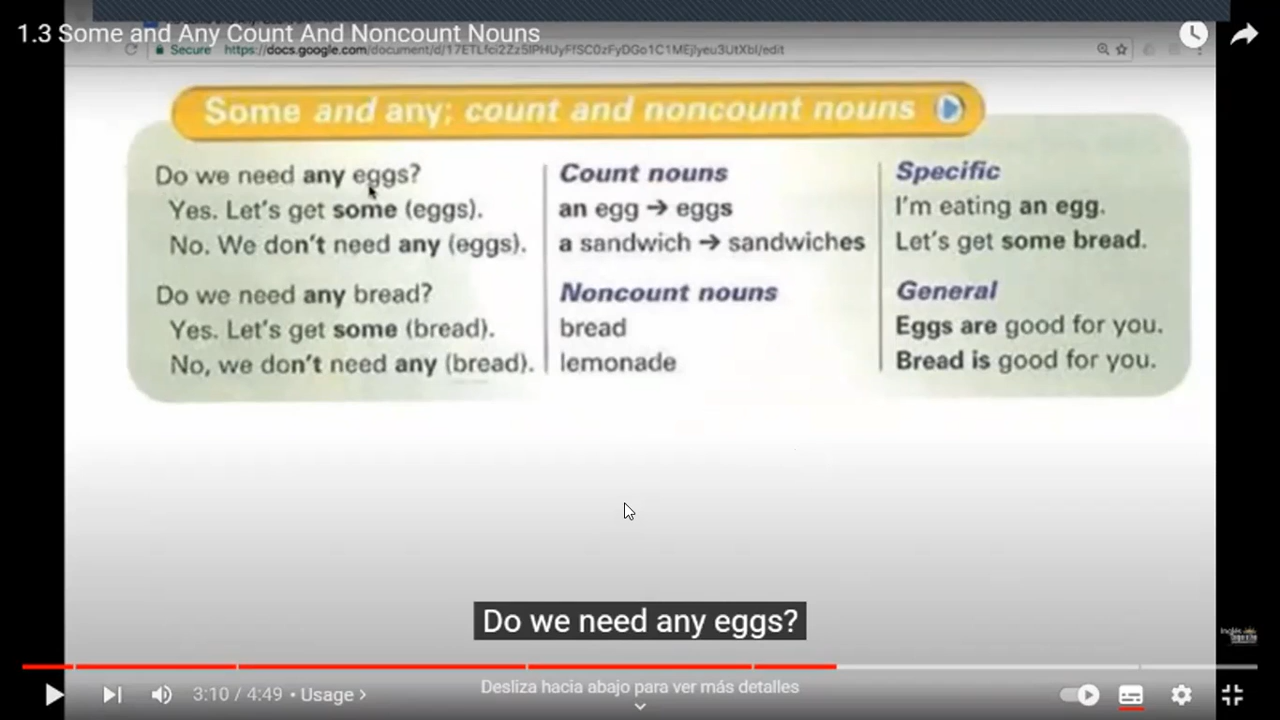 1.3 Some and Any Count And Noncount Nouns
Secure
Some and any; count and noncount nouns
Do we need any eggs?
Yes. Let's get some (eggs).
No. We don't need any (eggs).
Do we need any bread?
Yes. Let's get some (bread).
No, we don't need any (bread).
Count nouns
an egg → eggs
a sandwich → sandwiches
Noncount nouns
bread
lemonade
Specific
I'm eating an egg.
Let's get some bread.
General
Eggs are good for you.
Bread is good for you.
Do we need any eggs?
3:10 / 4:49 • Usage >
Desliza hacia abajo para ver más detalles